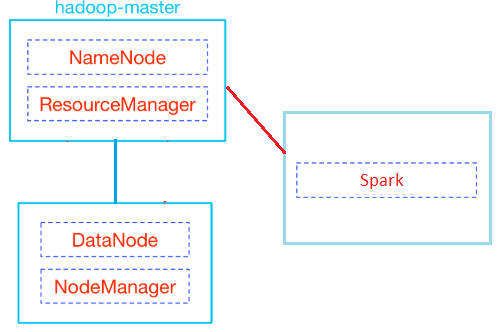 hadoop-master
NameNode
ResourceManager
Spark
DataNode
NodeManager